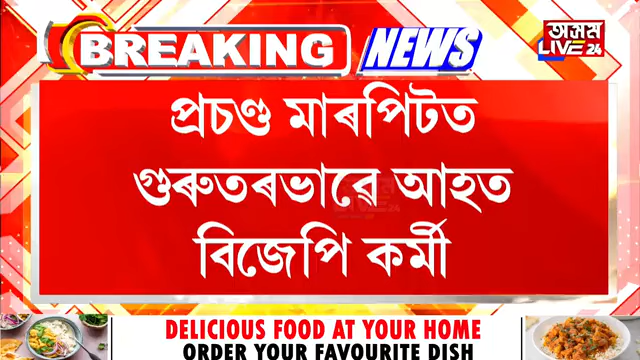 BREAKING NEWS
অসম
LIVE 24
প্ৰচণ্ড মাৰপিটত
গুৰুতৰভাৱে আহত
বিজেপি কৰ্মী
DELICIOUS FOOD AT YOUR HOME
ORDER YOUR FAVOURITE DISH